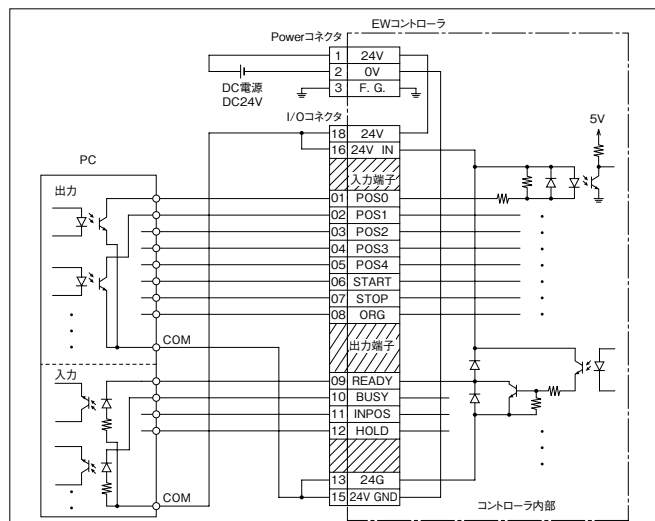 EWコントローラ
Powerコネクタ
1 24V
2 0V
3 F. G.
DC電源
DC24V
I/Oコネクタ
18 24V
16 24V IN
5V
PC
入力端子
出力
01 POS0
02 POS1
03 POS2
04 POS3
05 POS4
06 START
07 STOP
08 ORG
COM
出力端子
入力
09 READY
10 BUSY
11 INPOS
12 HOLD
13 24G
15 24V GND
COM
コントローラ内部